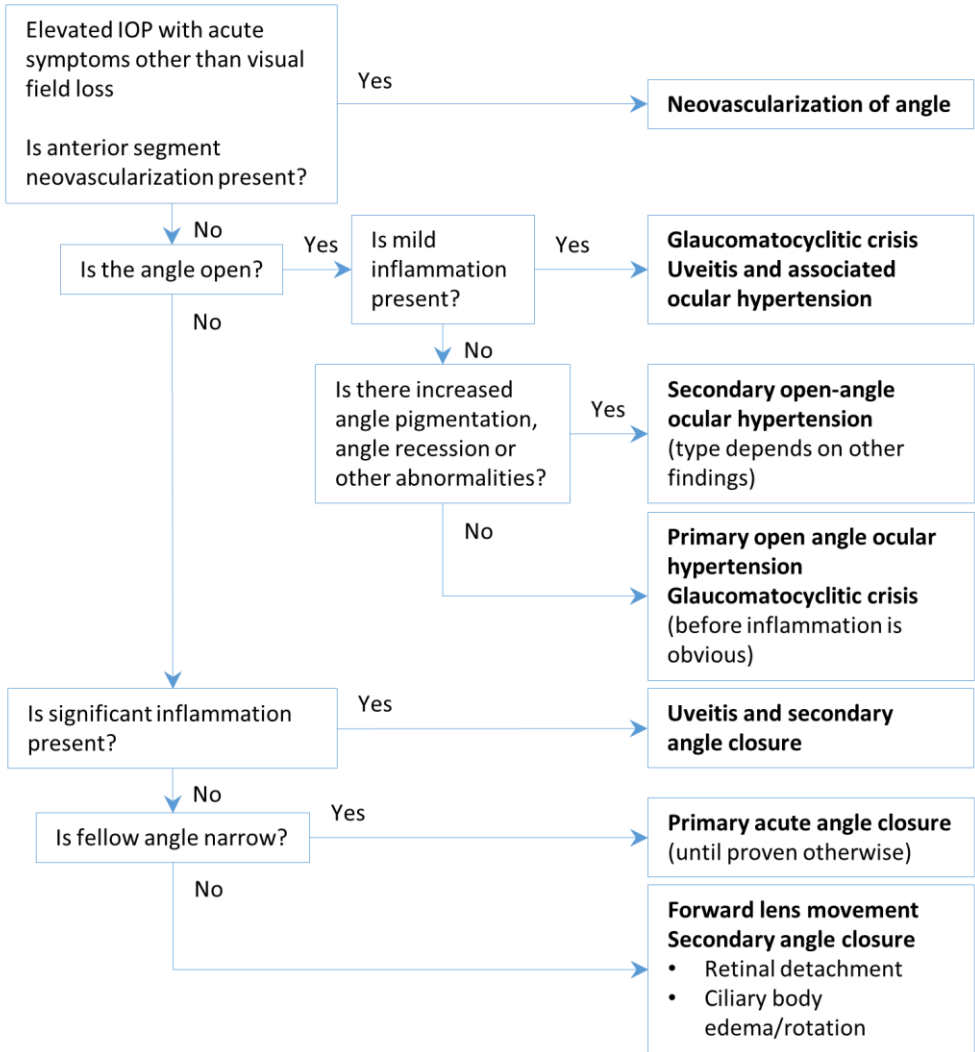 Elevated IOP with acute
symptoms other than visual
field loss
Is anterior segment
neovascularization present?
Yes
Neovascularization of angle
No
Is the angle open?
Yes
Is mild
inflammation
present?
Yes
Glaucomatocyclitic crisis
Uveitis and associated
ocular hypertension
No
No
Is there increased
angle pigmentation,
angle recession or
other abnormalities?
Yes
Secondary open-angle
ocular hypertension
(type depends on other
findings)
No
Primary open angle ocular
hypertension
Glaucomatocyclitic crisis
(before inflammation is
obvious)
Is significant inflammation
present?
Yes
Uveitis and secondary
angle closure
No
Is fellow angle narrow?
Yes
Primary acute angle closure
(until proven otherwise)
No
Forward lens movement
Secondary angle closure
• Retinal detachment
• Ciliary body
edema/rotation